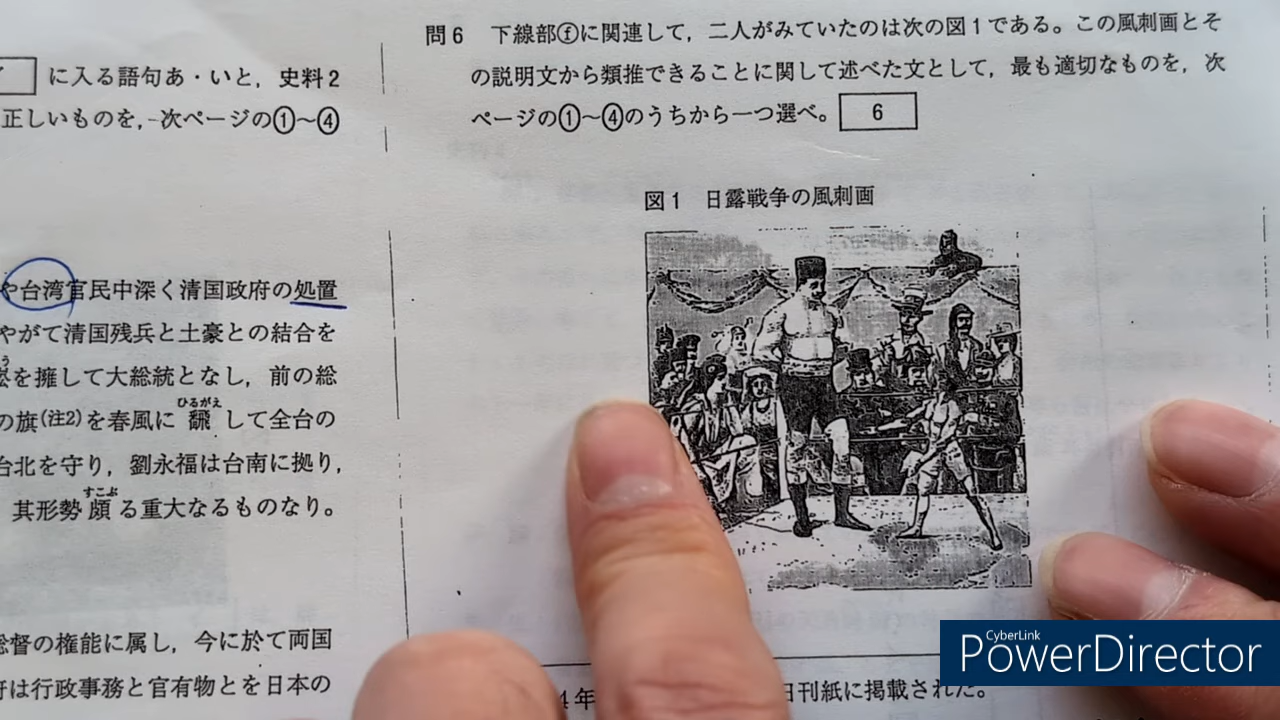 に入る語句あ・いと，史料2
正しいものを，次ページの①～④
や台湾官民中深く清国政府の処置
やがて清国残兵と土豪との結合を
を擁して大総統となし，前の総
の旗(注2)を春風に飜して全台の
ひるがえ
台北を守り，劉永福は台南に拠り，
其形勢頗る重大なるものなり。
すこぶ
督の権能に属し，今に於て両国
は行政事務と官有物とを日本の
問6 下線部ⓕに関連して，二人がみていたのは次の図1である。この風刺画とそ
の説明文から類推できることに関して述べた文として，最も適切なものを，次
ページの①～④のうちから一つ選べ。 6
図1 日露戦争の風刺画
4年
日刊紙に掲載された。
CyberLink
PowerDirector